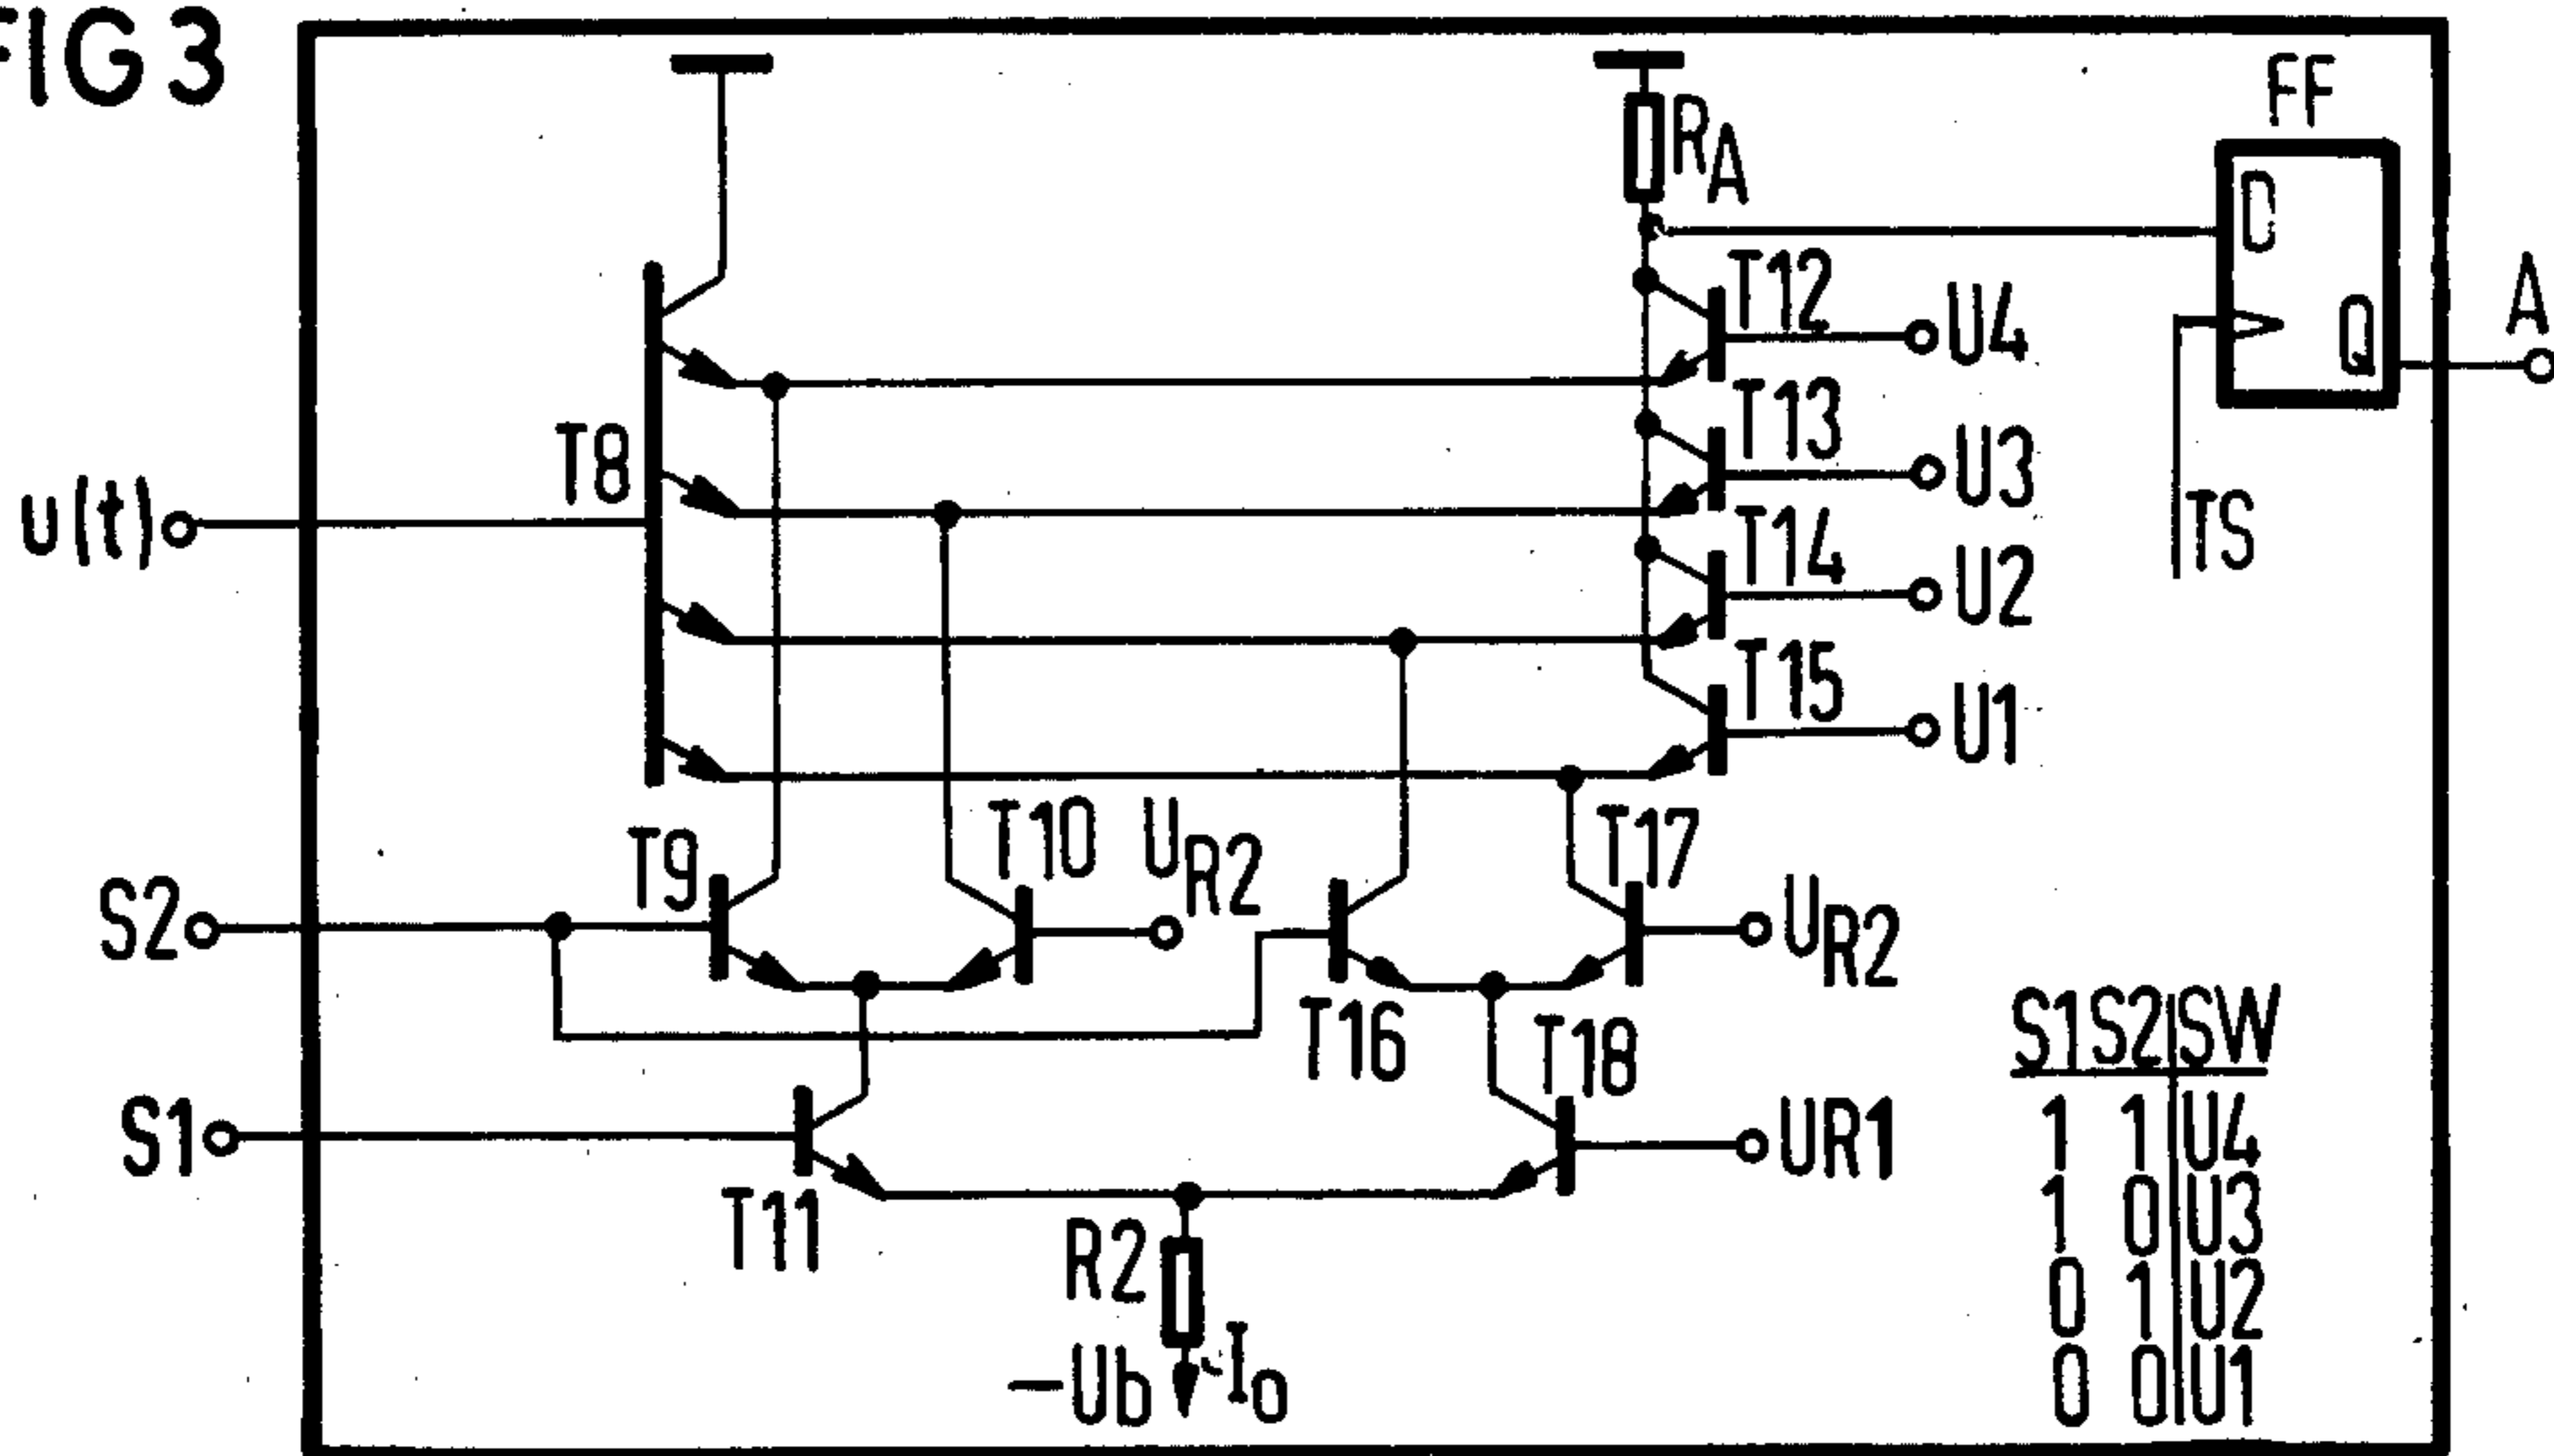 FIG 3
FF
RA
D
Q
A
TS
T12
U4
T13
U3
T14
U2
T15
U1
T8
u(t)
T9
T10
UR2
T17
UR2
S2
T16
T18
S1
T11
UR1
R2
-Ub
Io
S1 S2 SW
1 1 U4
1 0 U3
0 1 U2
0 0 U1